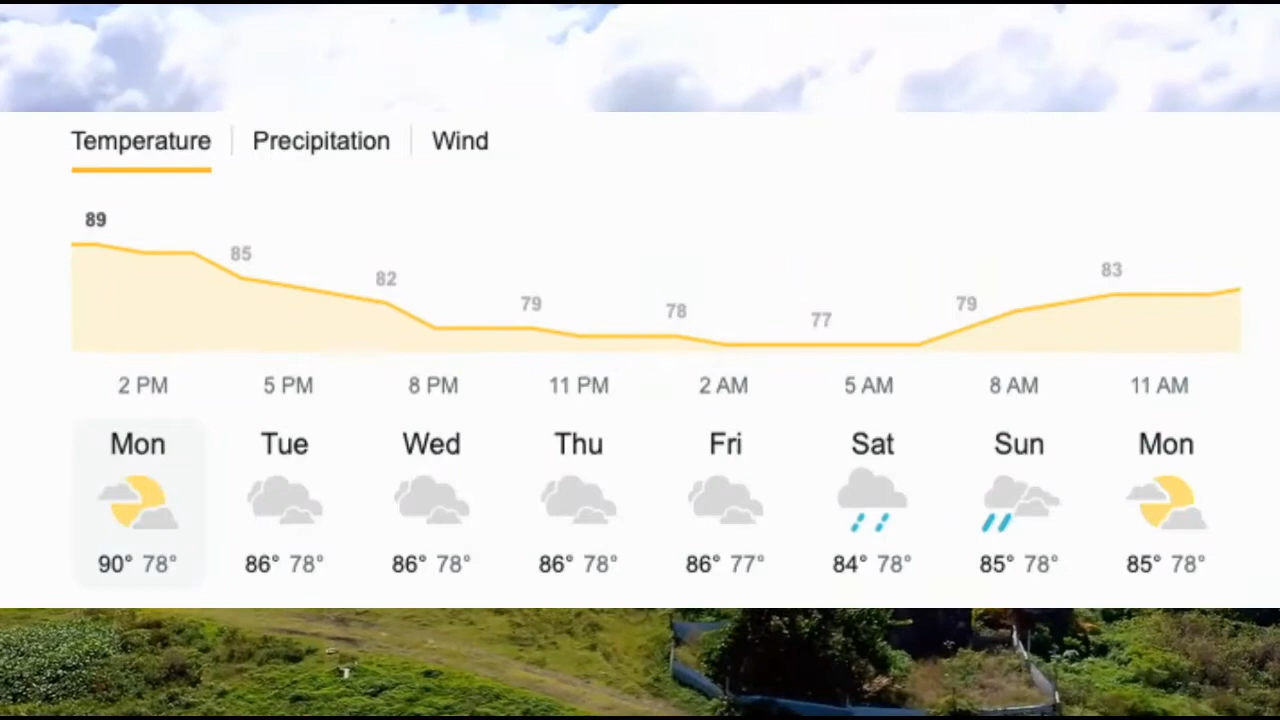 Temperature | Precipitation | Wind
89
85
82
79
78
77
79
83
2 PM 5 PM 8 PM 11 PM 2 AM 5 AM 8 AM 11 AM
Mon Tue Wed Thu Fri Sat Sun Mon
90° 78° 86° 78° 86° 78° 86° 78° 86° 77° 84° 78° 85° 78° 85° 78°